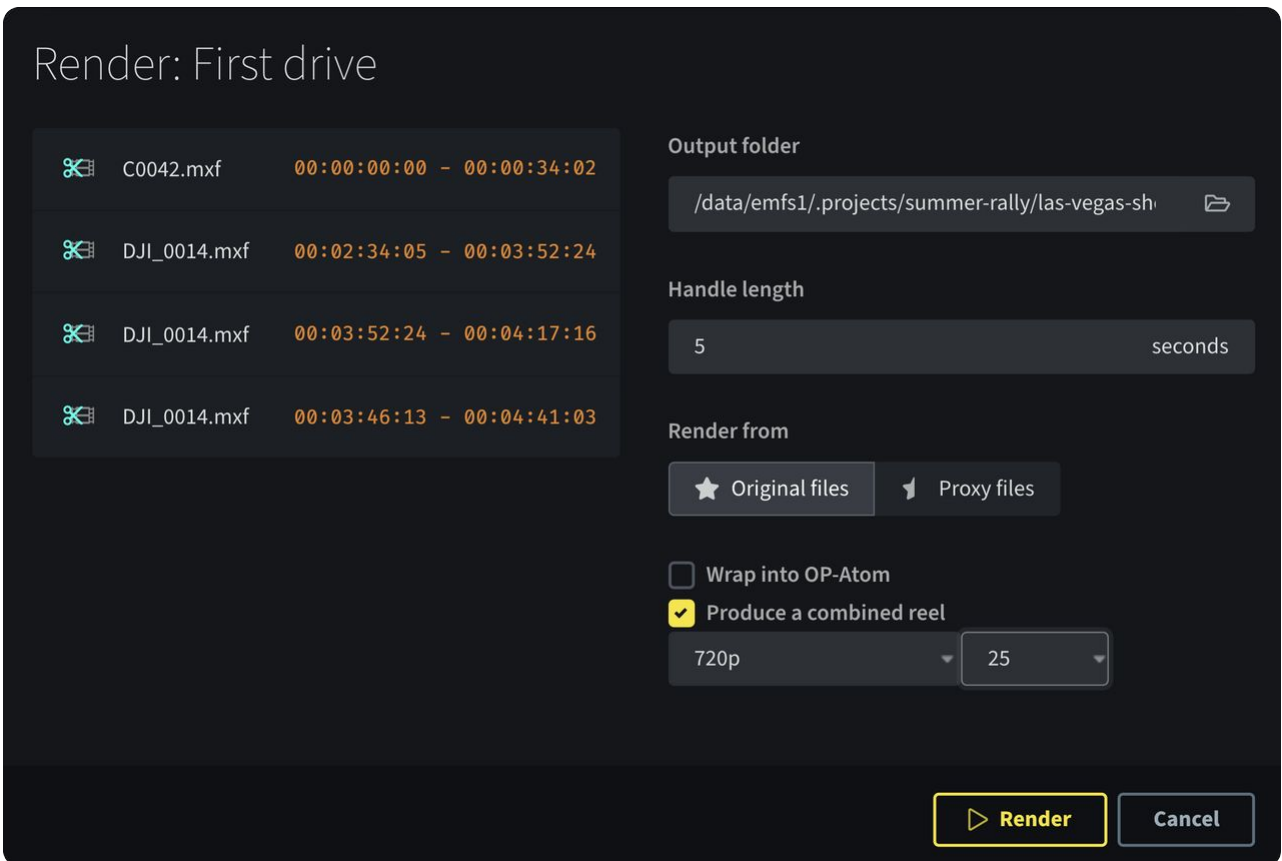 Render: First drive
C0042.mxf 00:00:00:00 - 00:00:34:02
DJI_0014.mxf 00:02:34:05 - 00:03:52:24
DJI_0014.mxf 00:03:52:24 - 00:04:17:16
DJI_0014.mxf 00:03:46:13 - 00:04:41:03
Output folder
/data/emfs1/.projects/summer-rally/las-vegas-sh
Handle length
5 seconds
Render from
Original files Proxy files
Wrap into OP-Atom
Produce a combined reel
720p 25
Render Cancel